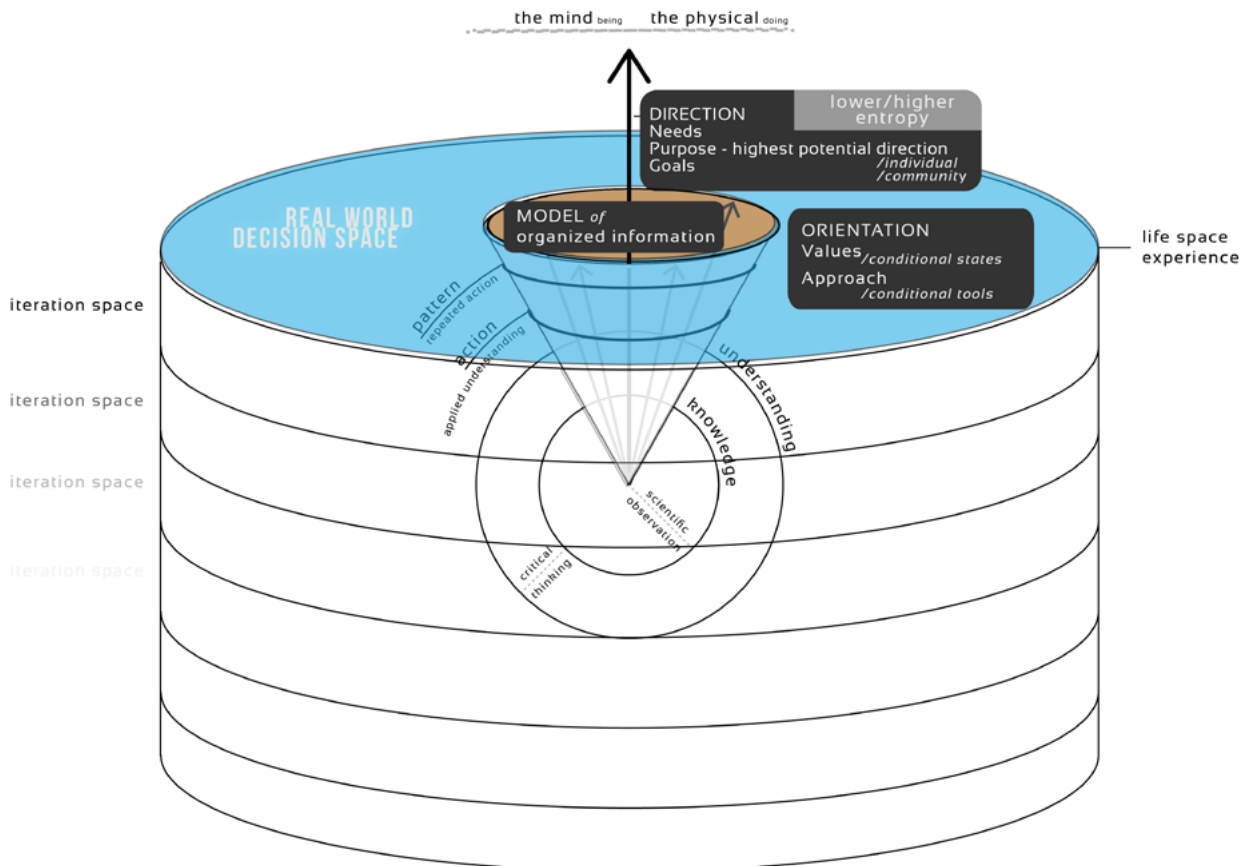 the mind being the physical doing
lower/higher
entropy
DIRECTION
Needs
Purpose - highest potential direction
Goals
/individual
/community
MODEL of
organized information
REAL WORLD
DECISION SPACE
ORIENTATION
Values /conditional states
Approach
/conditional tools
life space
experience
iteration space
iteration space
iteration space
iteration space
pattern
repeated action
action
applied understanding
understanding
knowledge
scientific
observation
critical
thinking